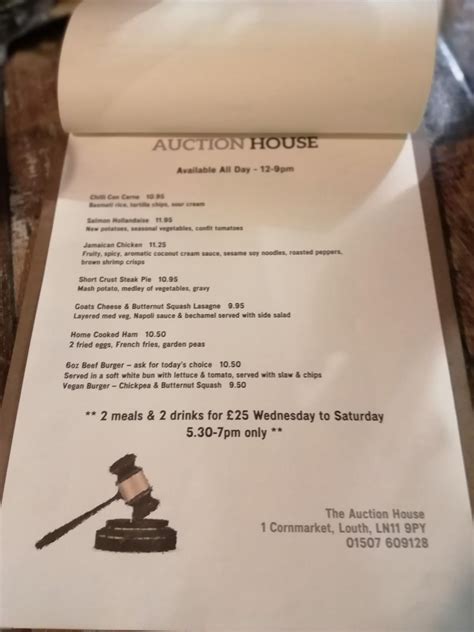 AUCTION HOUSE
Available All Day - 12-9pm
Chilli Con Carne 10.95
Basmati rice, tortilla chips, sour cream
Salmon Hollandaise 11.95
New potatoes, seasonal vegetables, confit tomatoes
Jamaican Chicken 11.25
Fruity, spicy, aromatic coconut cream sauce, sesame soy noodles, roasted peppers,
brown shrimp crisps
Short Crust Steak Pie 10.95
Mash potato, medley of vegetables, gravy
Goats Cheese & Butternut Squash Lasagne 9.95
Layered med veg, Napoli sauce & bechamel served with side salad
Home Cooked Ham 10.50
2 fried eggs, French fries, garden peas
6oz Beef Burger – ask for today's choice 10.50
Served in a soft white bun with lettuce & tomato, served with slaw & chips
Vegan Burger – Chickpea & Butternut Squash 9.50
** 2 meals & 2 drinks for £25 Wednesday to Saturday
5.30-7pm only **
The Auction House
1 Cornmarket, Louth, LN11 9PY
01507 609128